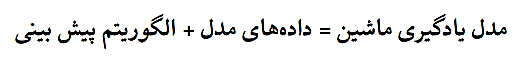 مدل یادگیری ماشین = داده‌های مدل + الگوریتم پیش بینی